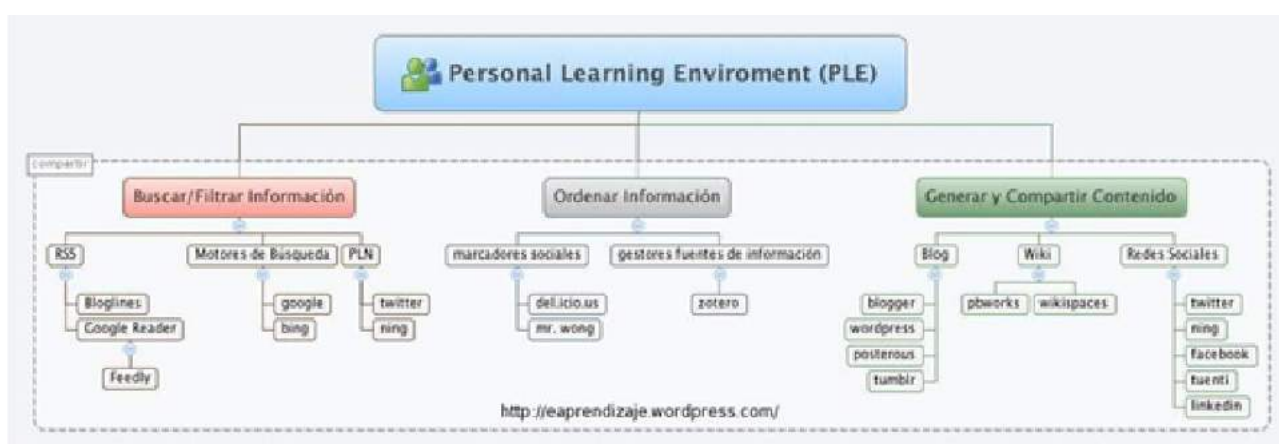 Personal Learning Enviroment (PLE)
compartir
Buscar/Filtrar Información
Ordenar Información
Generar y Compartir Contenido
RSS
Motores de Búsqueda
PLN
marcadores sociales
gestores fuentes de información
Blog
Wiki
Redes Sociales
Bloglines
Google Reader
Feedly
google
bing
twitter
ning
del.icio.us
mr. wong
zotero
blogger
wordpress
posterous
tumblr
pbworks
wikispaces
twitter
ning
facebook
tuenti
linkedin
http://eaprendizaje.wordpress.com/